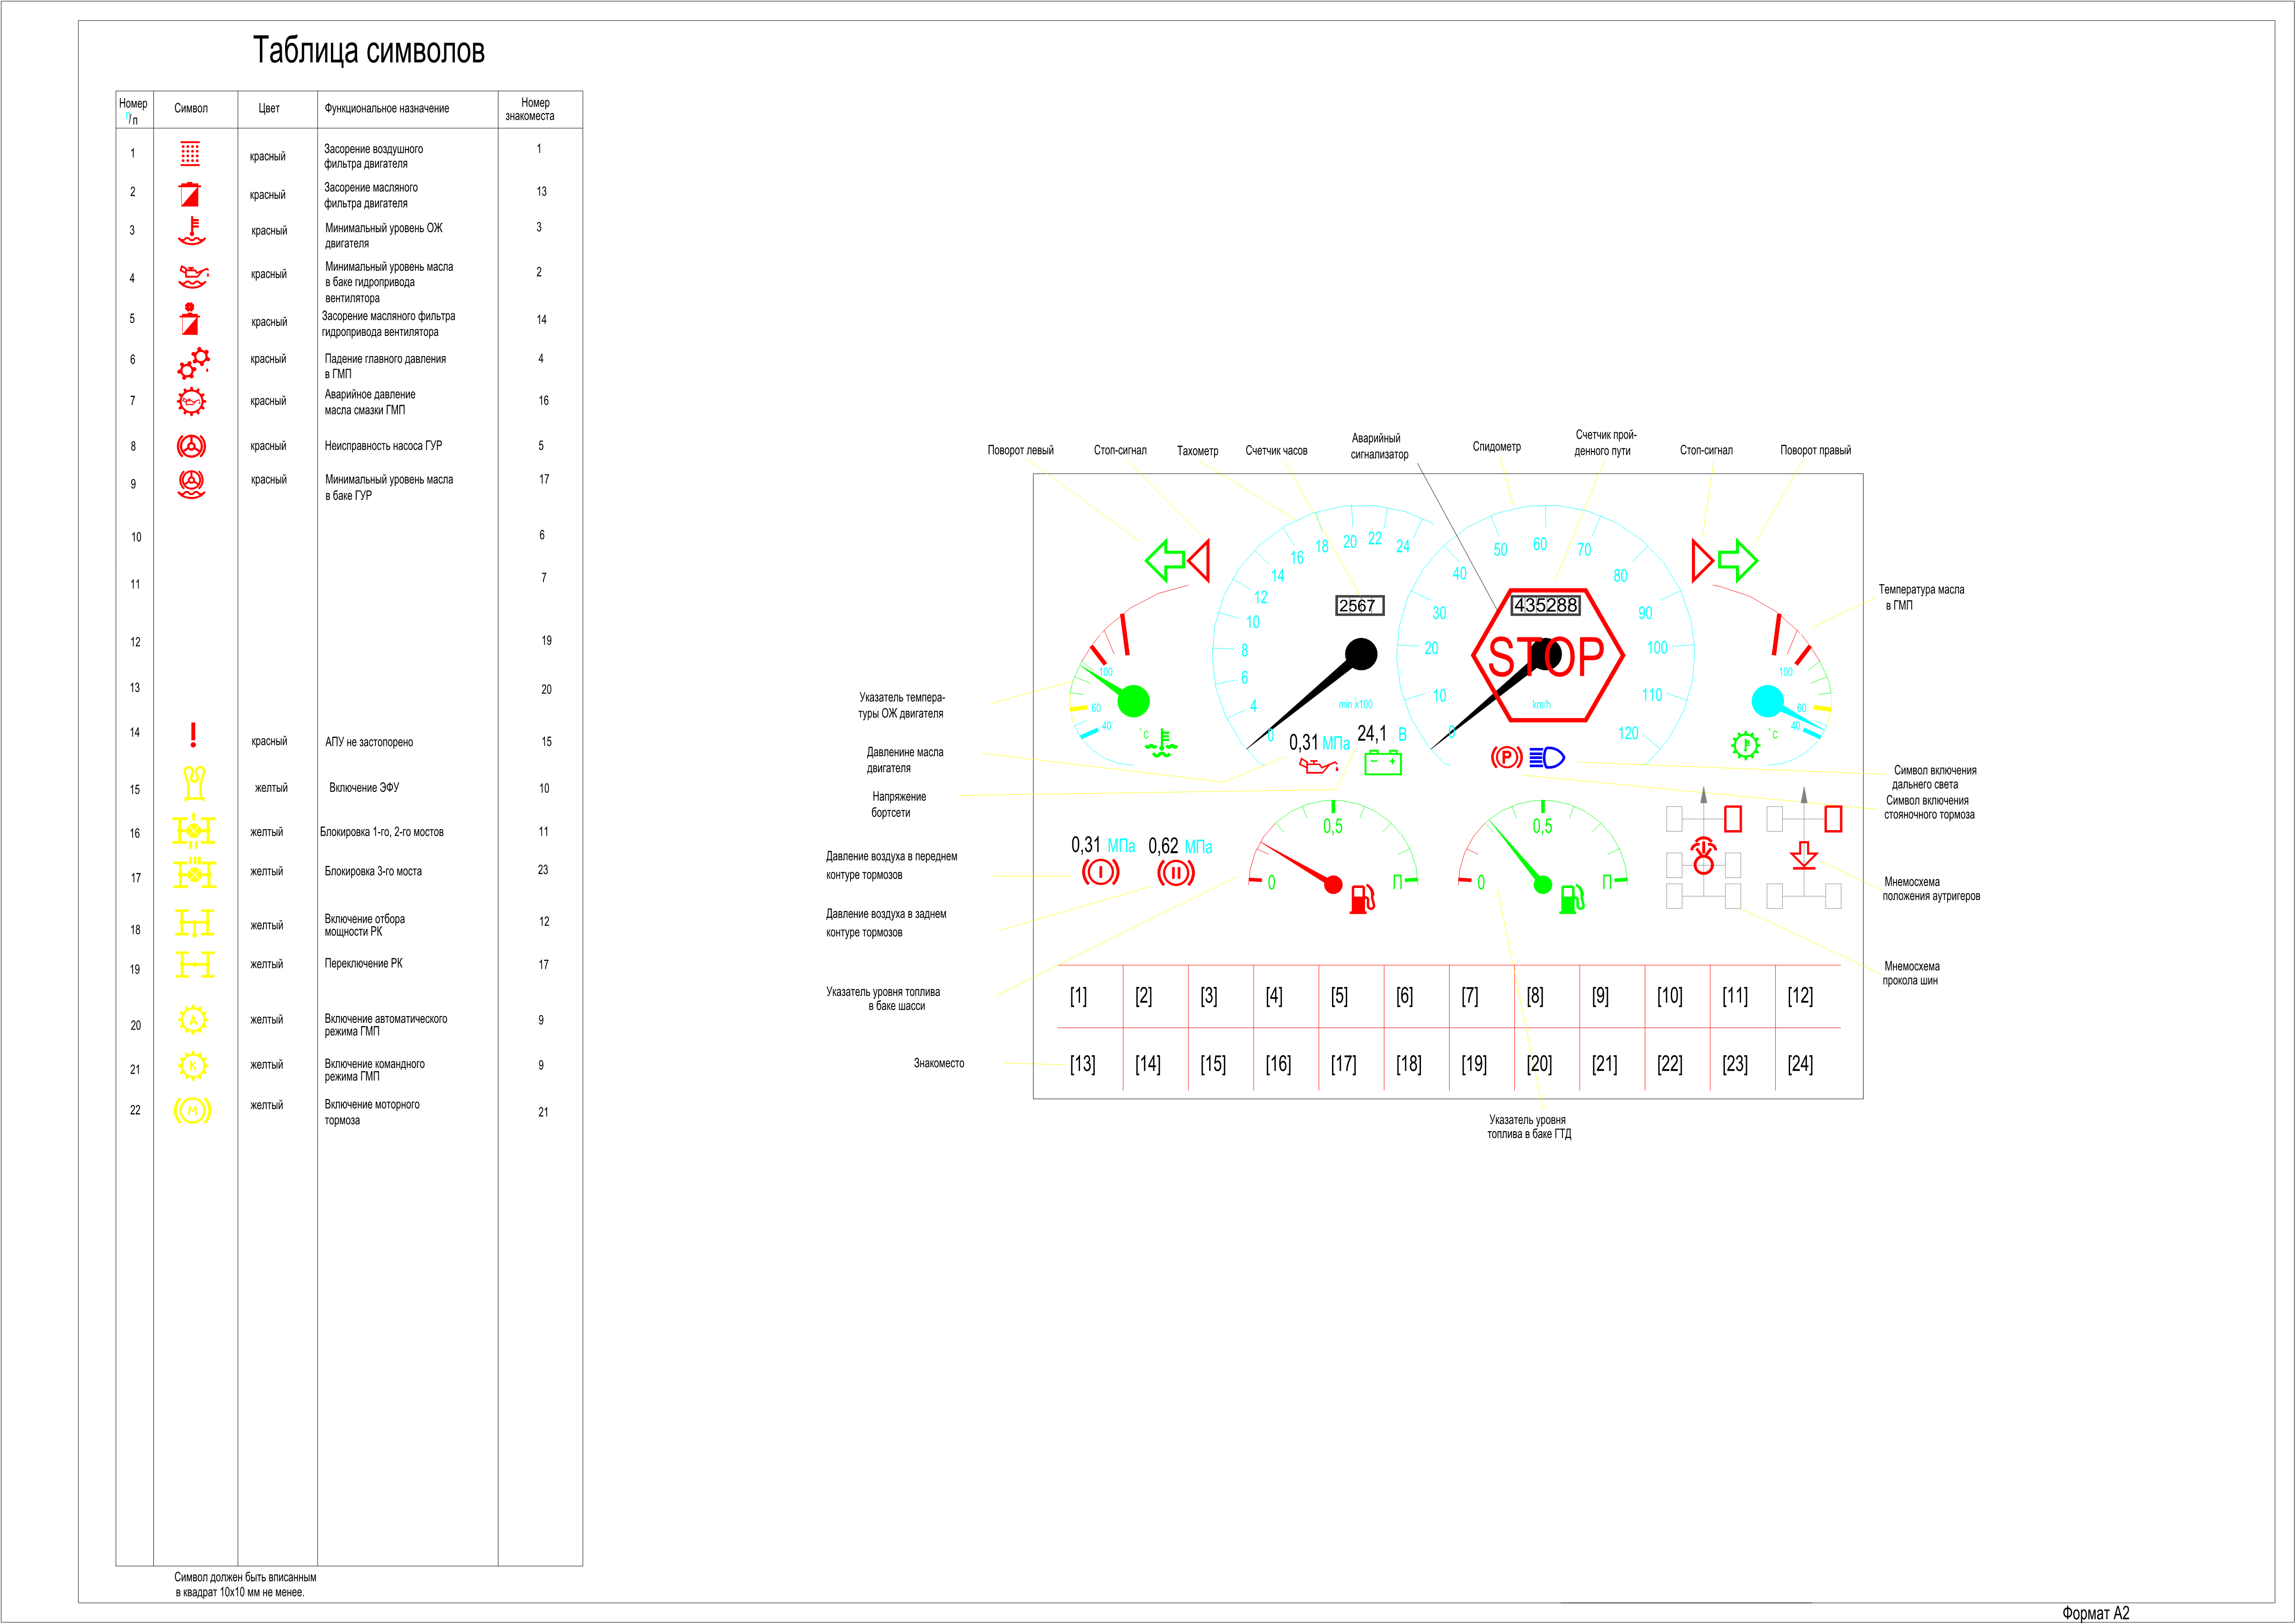 Таблица символов
Номер
п/п
Символ
Цвет
Функциональное назначение
Номер
знакоместа
1
красный
Засорение воздушного
фильтра двигателя
1
2
красный
Засорение масляного
фильтра двигателя
13
3
красный
Минимальный уровень ОЖ
двигателя
3
4
красный
Минимальный уровень масла
в баке гидропривода
вентилятора
2
5
красный
Засорение масляного фильтра
гидропривода вентилятора
14
6
красный
Падение главного давления
в ГМП
4
7
красный
Аварийное давление
масла смазки ГМП
16
8
красный
Неисправность насоса ГУР
5
9
красный
Минимальный уровень масла
в баке ГУР
17
10
6
11
7
12
19
13
20
14
!
красный
АПУ не застопорено
15
15
желтый
Включение ЭФУ
10
16
желтый
Блокировка 1-го, 2-го мостов
11
17
желтый
Блокировка 3-го моста
23
18
желтый
Включение отбора
мощности РК
12
19
желтый
Переключение РК
17
20
А
желтый
Включение автоматического
режима ГМП
9
21
К
желтый
Включение командного
режима ГМП
9
22
М
желтый
Включение моторного
тормоза
21
Символ должен быть вписанным
в квадрат 10х10 мм не менее.
Поворот левый
Стоп-сигнал
Тахометр
Счетчик часов
Аварийный
сигнализатор
Спидометр
Счетчик прой-
денного пути
Стоп-сигнал
Поворот правый
Температура масла
в ГМП
Указатель темпера-
туры ОЖ двигателя
Давленине масла
двигателя
Напряжение
бортсети
Давление воздуха в переднем
контуре тормозов
Давление воздуха в заднем
контуре тормозов
Указатель уровня топлива
в баке шасси
Знакоместо
Символ включения
дальнего света
Символ включения
стояночного тормоза
Мнемосхема
положения аутригеров
Мнемосхема
прокола шин
Указатель уровня
топлива в баке ГТД
100
60
40
°С
0
4
6
8
10
12
14
16
18
20
22
24
2567
min x100
0,31 МПа
24,1 В
0
10
20
30
40
50
60
70
80
90
100
110
120
435288
STOP
km/h
P
100
60
40
°С
0,31 МПа
I
0,62 МПа
II
0
0,5
П
0
0,5
П
[1] [2] [3] [4] [5] [6] [7] [8] [9] [10] [11] [12]
[13] [14] [15] [16] [17] [18] [19] [20] [21] [22] [23] [24]
Формат А2